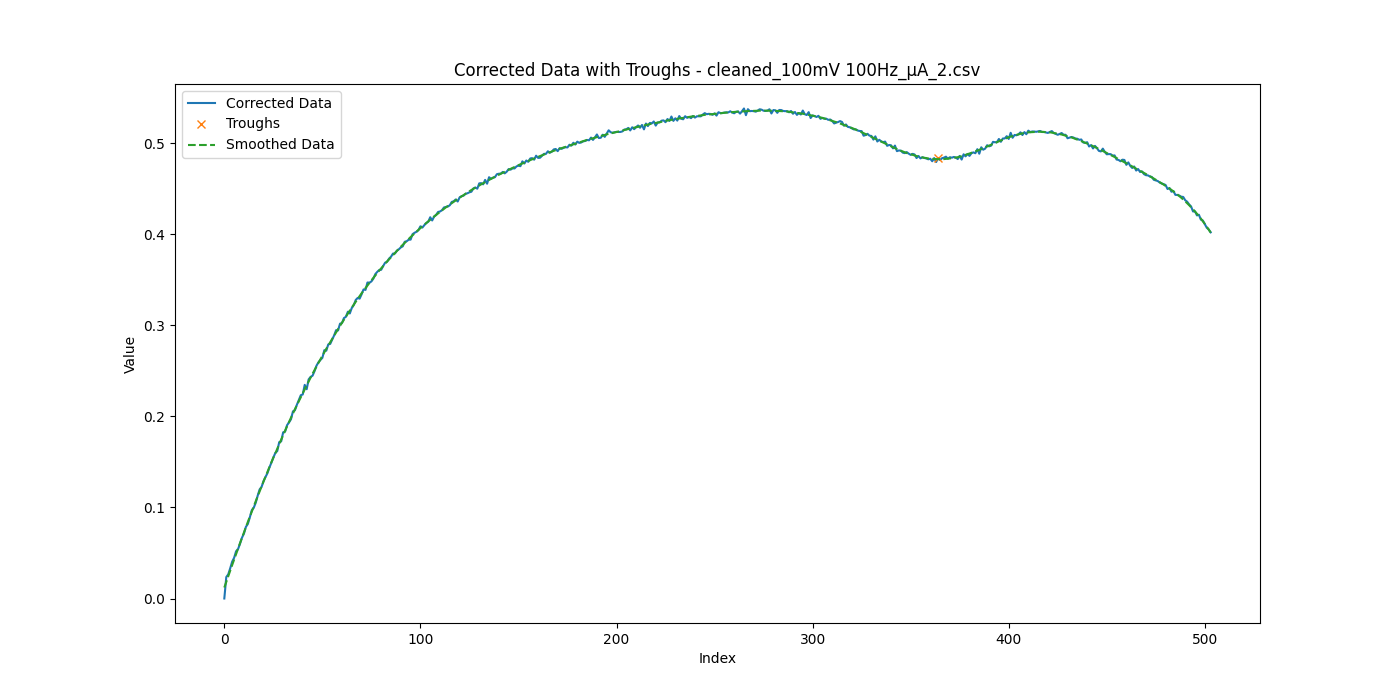 Corrected Data with Troughs - cleaned_100mV 100Hz_µA_2.csv
Corrected Data
Troughs
Smoothed Data
Value
0.5
0.4
0.3
0.2
0.1
0.0
0 100 200 300 400 500
Index